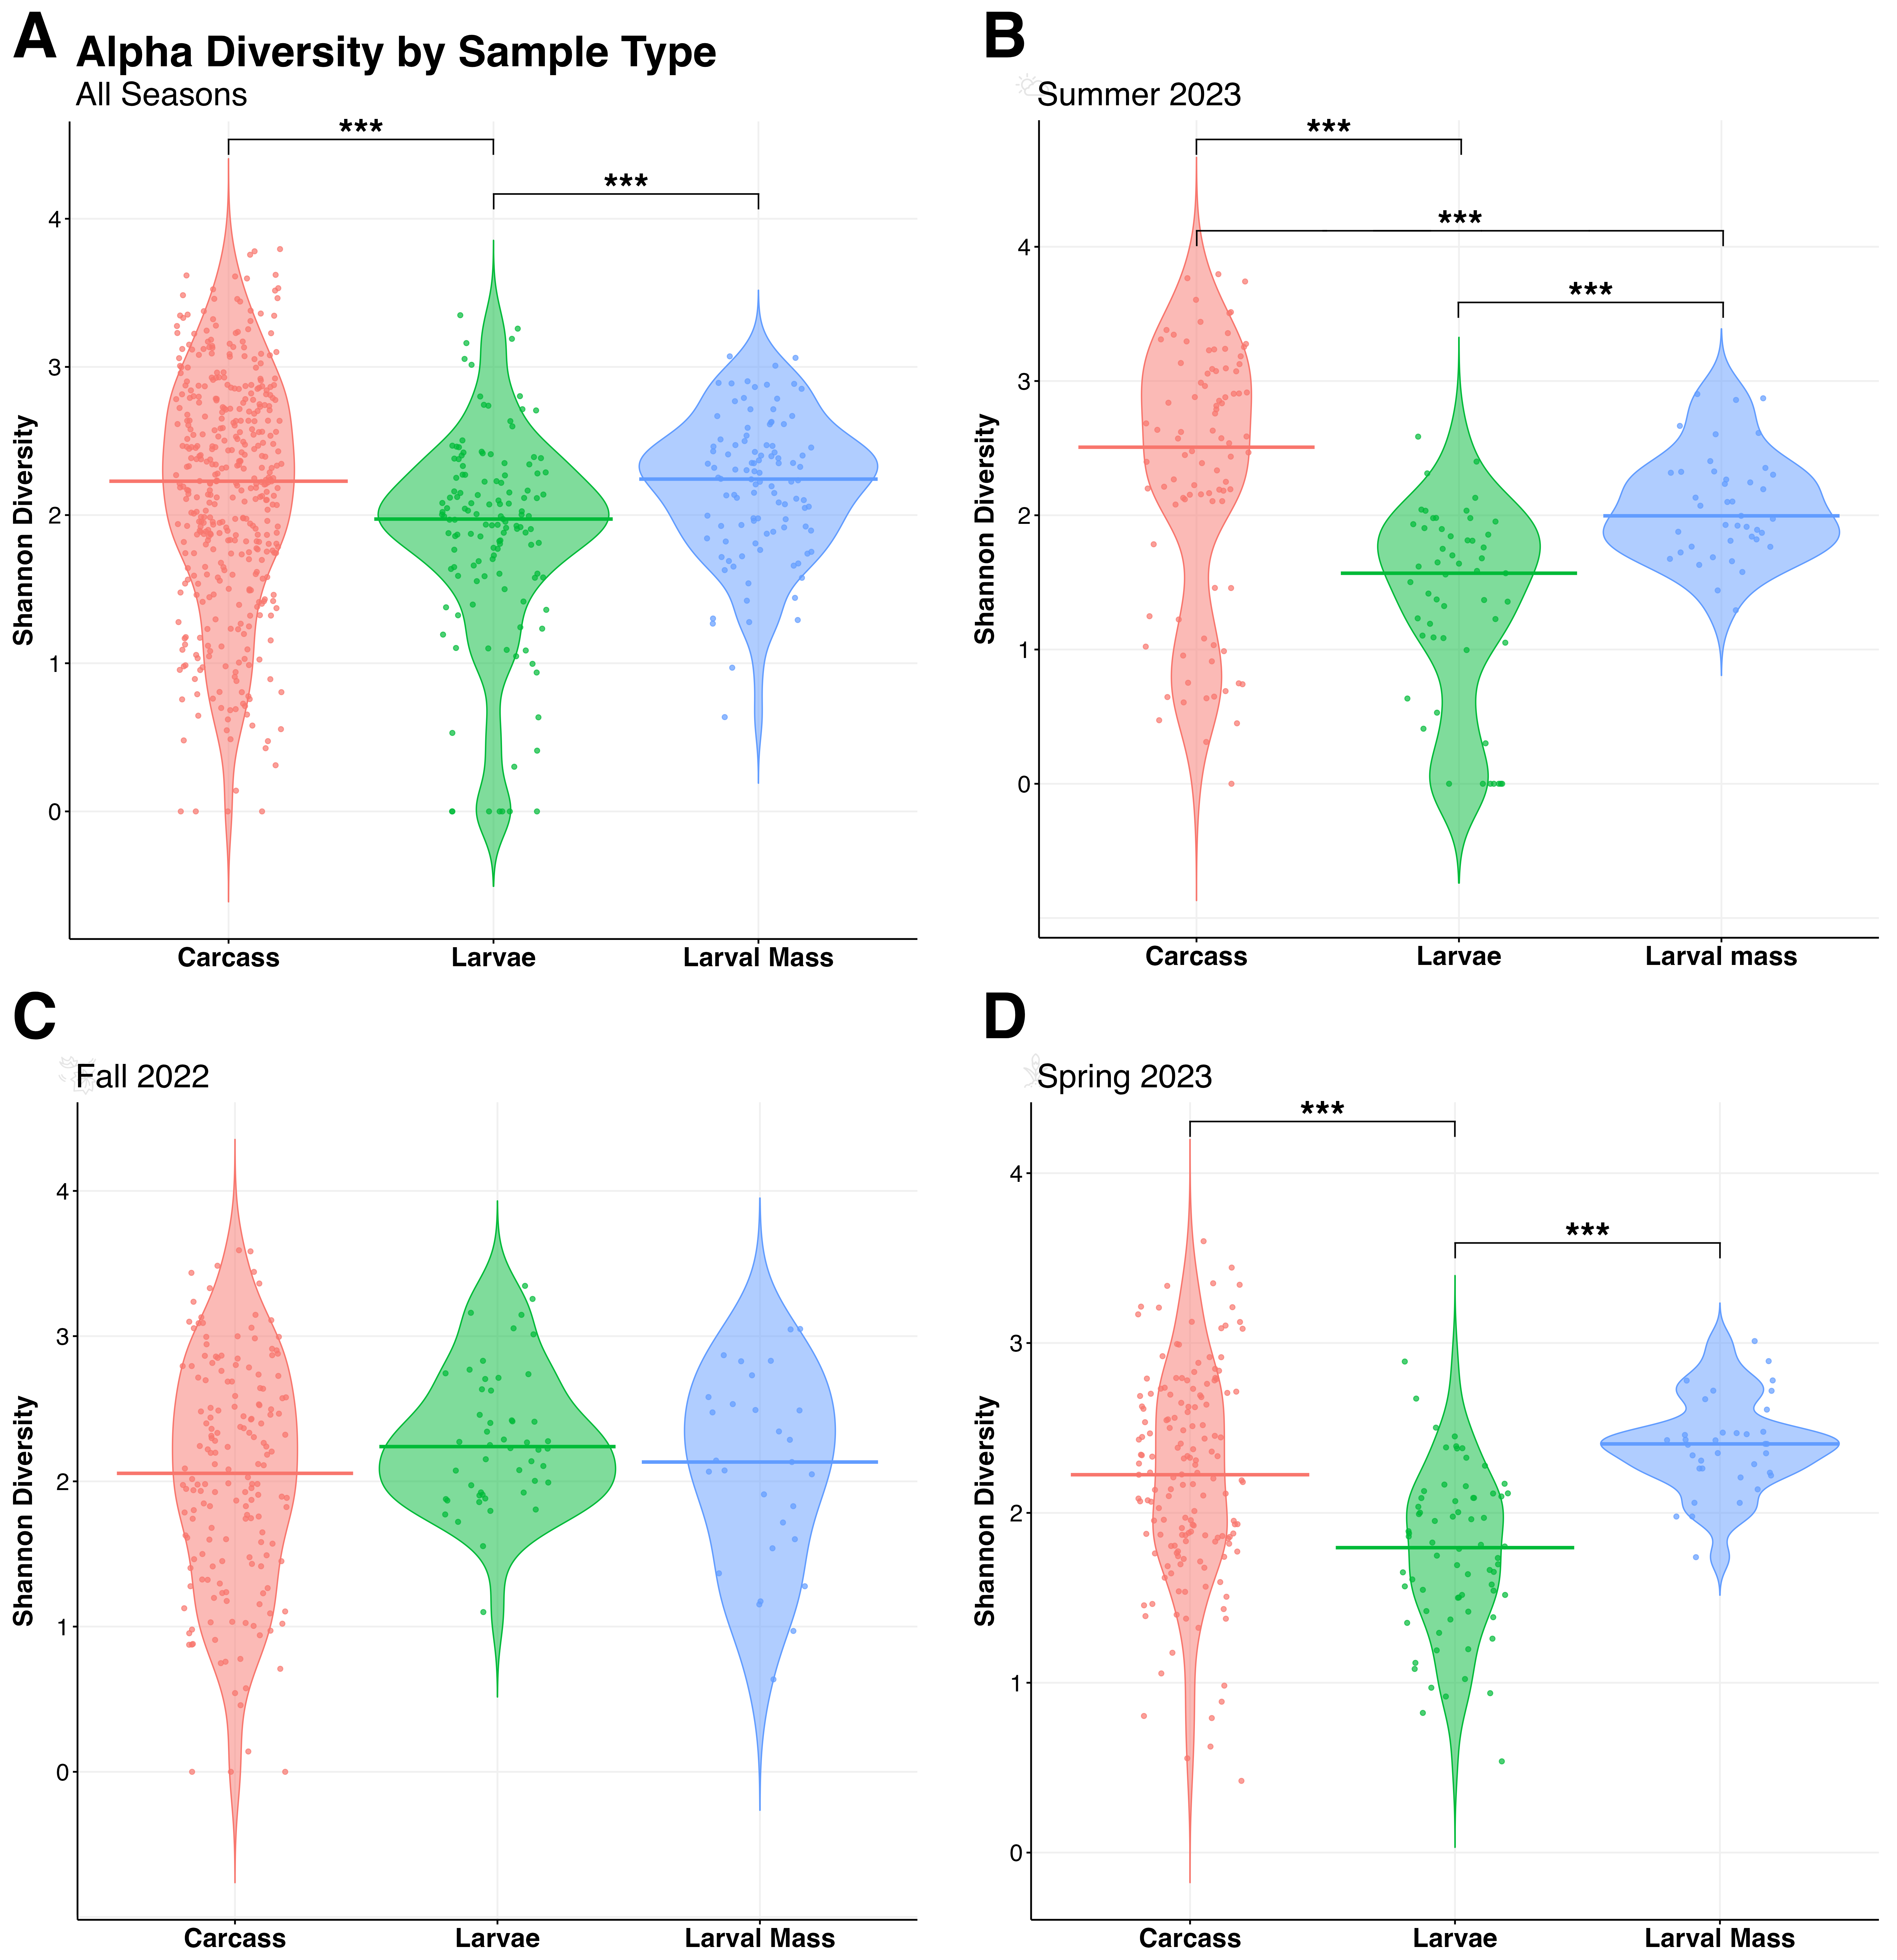 A
Alpha Diversity by Sample Type
All Seasons
***
***
Shannon Diversity
4
3
2
1
0
Carcass Larvae Larval Mass
B
Summer 2023
***
***
***
Shannon Diversity
4
3
2
1
0
Carcass Larvae Larval mass
C
Fall 2022
Shannon Diversity
4
3
2
1
0
Carcass Larvae Larval Mass
D
Spring 2023
***
***
Shannon Diversity
4
3
2
1
0
Carcass Larvae Larval Mass